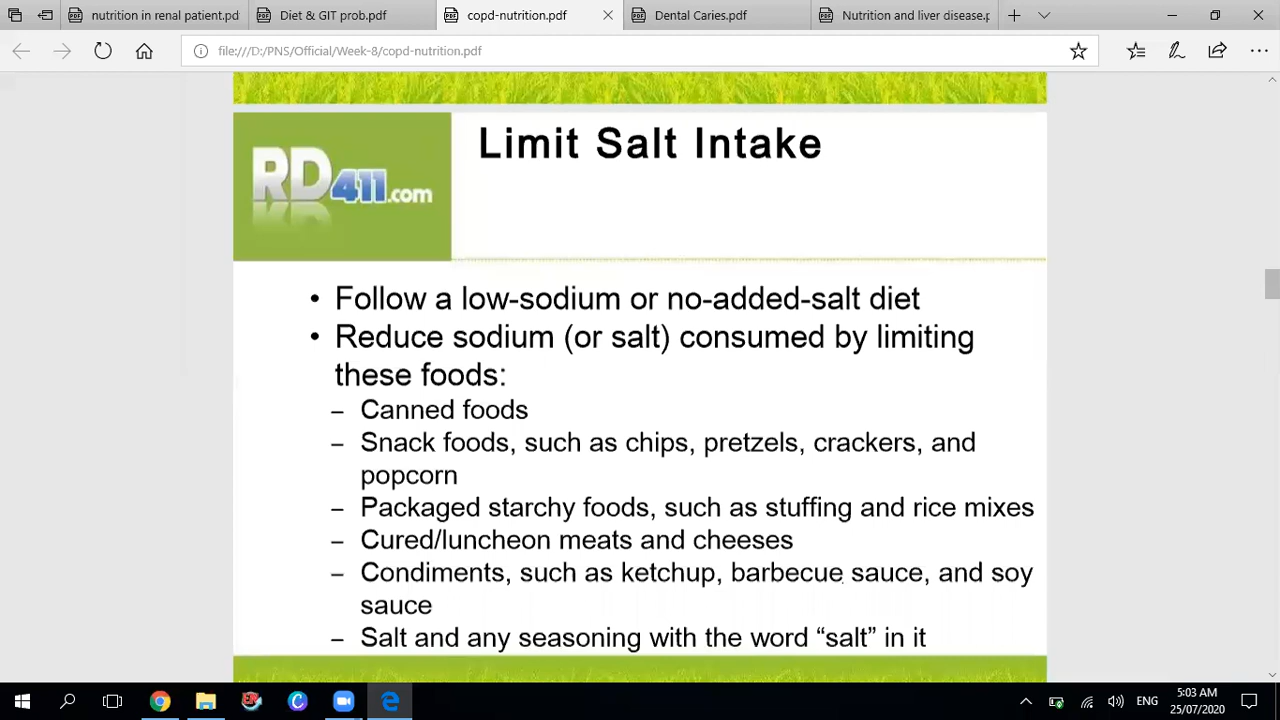 nutrition in renal patient.pd
Diet & GIT prob.pdf
copd-nutrition.pdf
Dental Caries.pdf
Nutrition and liver disease.p
file:///D:/PNS/Official/Week-8/copd-nutrition.pdf
RD411.com
Limit Salt Intake
• Follow a low-sodium or no-added-salt diet
• Reduce sodium (or salt) consumed by limiting
these foods:
– Canned foods
– Snack foods, such as chips, pretzels, crackers, and
popcorn
– Packaged starchy foods, such as stuffing and rice mixes
– Cured/luncheon meats and cheeses
– Condiments, such as ketchup, barbecue sauce, and soy
sauce
– Salt and any seasoning with the word “salt” in it
ENG
5:03 AM
25/07/2020